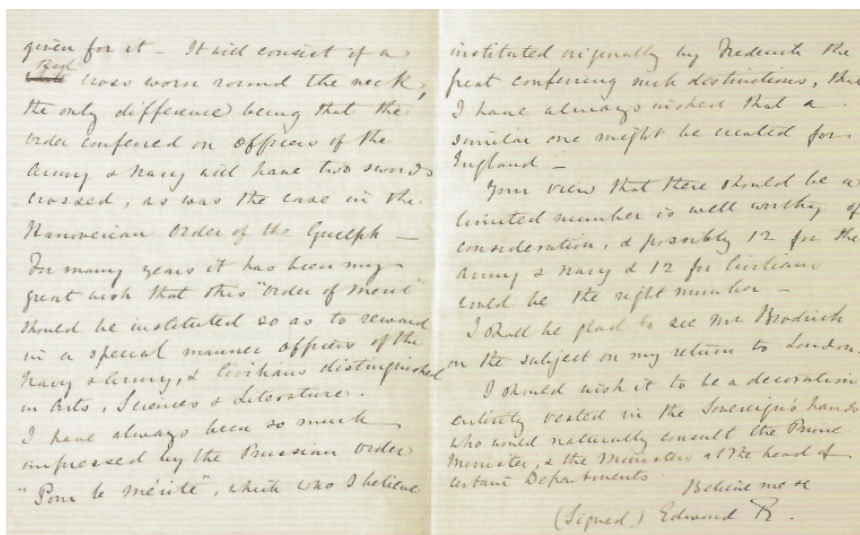 given for it – It will consist of a
Red
cross worn round the neck,
the only difference being that the
order conferred on Officers of the
Army & Navy will have two swords
crossed, as was the case in the
Hanoverian Order of the Guelph —
For many years it has been my
great wish that this "Order of Merit"
should be instituted so as to reward
in a special manner Officers of the
Navy & Army, & Civilians distinguished
in Arts, Sciences & Literature.
I have always been so much
impressed by the Prussian Order
"Pour le mérite", which was I believe
instituted originally by Frederick the
great conferring such distinctions, that
I have always wished that a
similar one might be created for
England –
Your view that there should be a
limited number is well worthy of
consideration, & possibly 12 for the
Army & Navy & 12 for Civilians
could be the right number –
I shall be glad to see Mr Brodrick
on the subject on my return to London.
I should wish it to be a decoration
entirely vested in the Sovereign's hands
who would naturally consult the Prime
Minister, & the Ministers at the head of
certain Departments
Believe me &c
(Signed) Edward R.